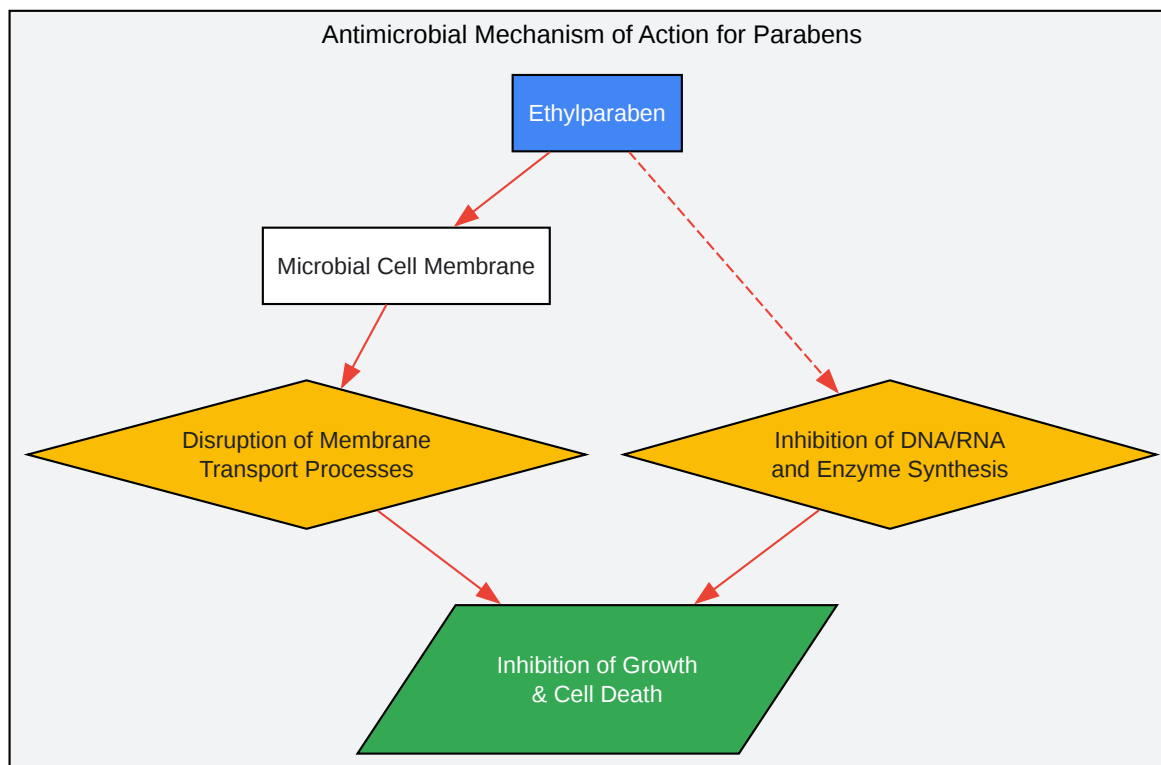 Antimicrobial Mechanism of Action for Parabens
Ethylparaben
Microbial Cell Membrane
Disruption of Membrane
Transport Processes
Inhibition of DNA/RNA
and Enzyme Synthesis
Inhibition of Growth
& Cell Death